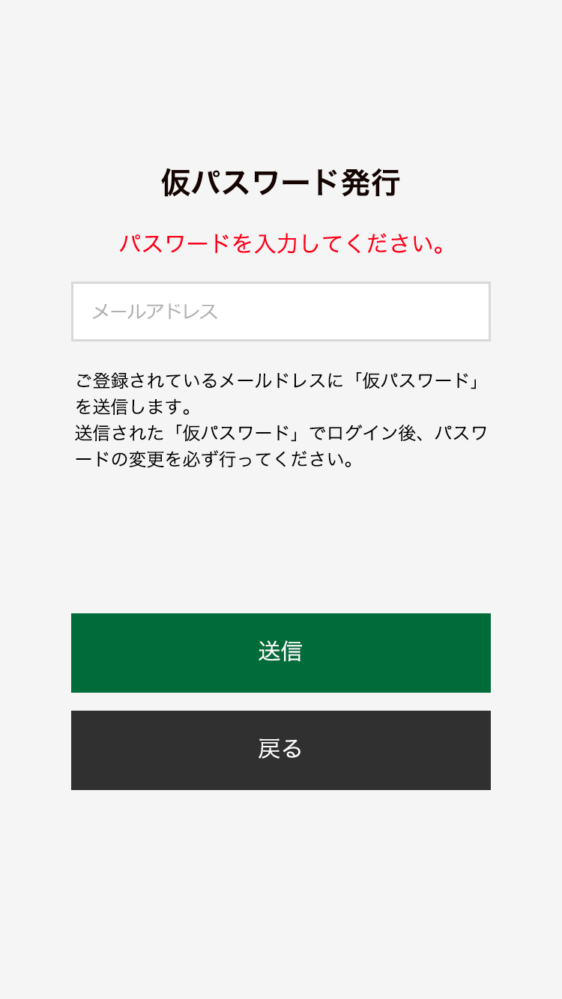 仮パスワード発行
パスワードを入力してください。
メールアドレス
ご登録されているメールドレスに「仮パスワード」
を送信します。
送信された「仮パスワード」でログイン後、パスワ
ードの変更を必ず行ってください。
送信
戻る